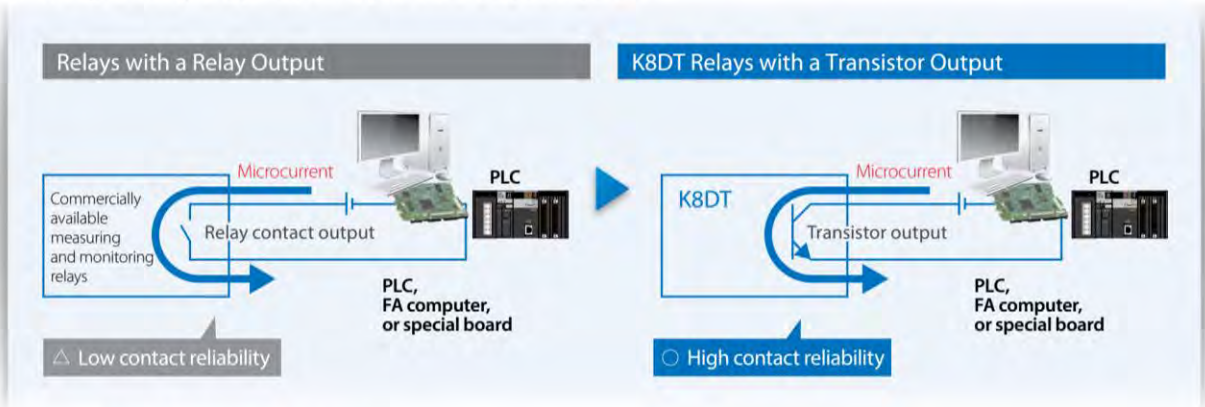 Relays with a Relay Output
Microcurrent
PLC
Commercially
available
measuring
and monitoring
relays
Relay contact output
PLC,
FA computer,
or special board
△ Low contact reliability
K8DT Relays with a Transistor Output
Microcurrent
PLC
K8DT
Transistor output
PLC,
FA computer,
or special board
○ High contact reliability